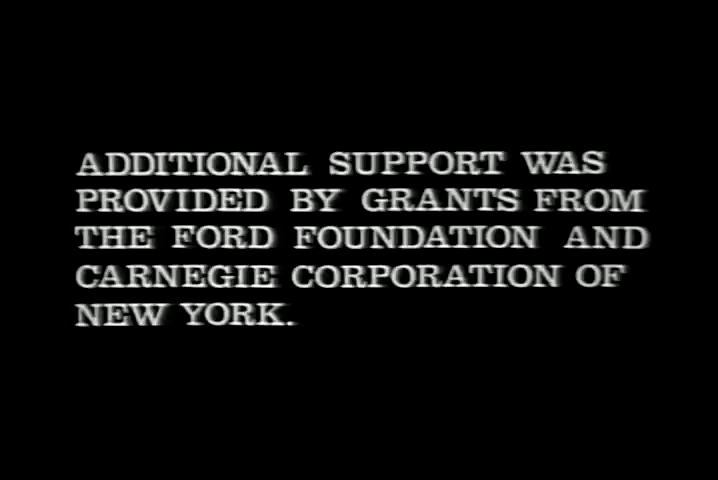 ADDITIONAL SUPPORT WAS
PROVIDED BY GRANTS FROM
THE FORD FOUNDATION AND
CARNEGIE CORPORATION OF
NEW YORK.